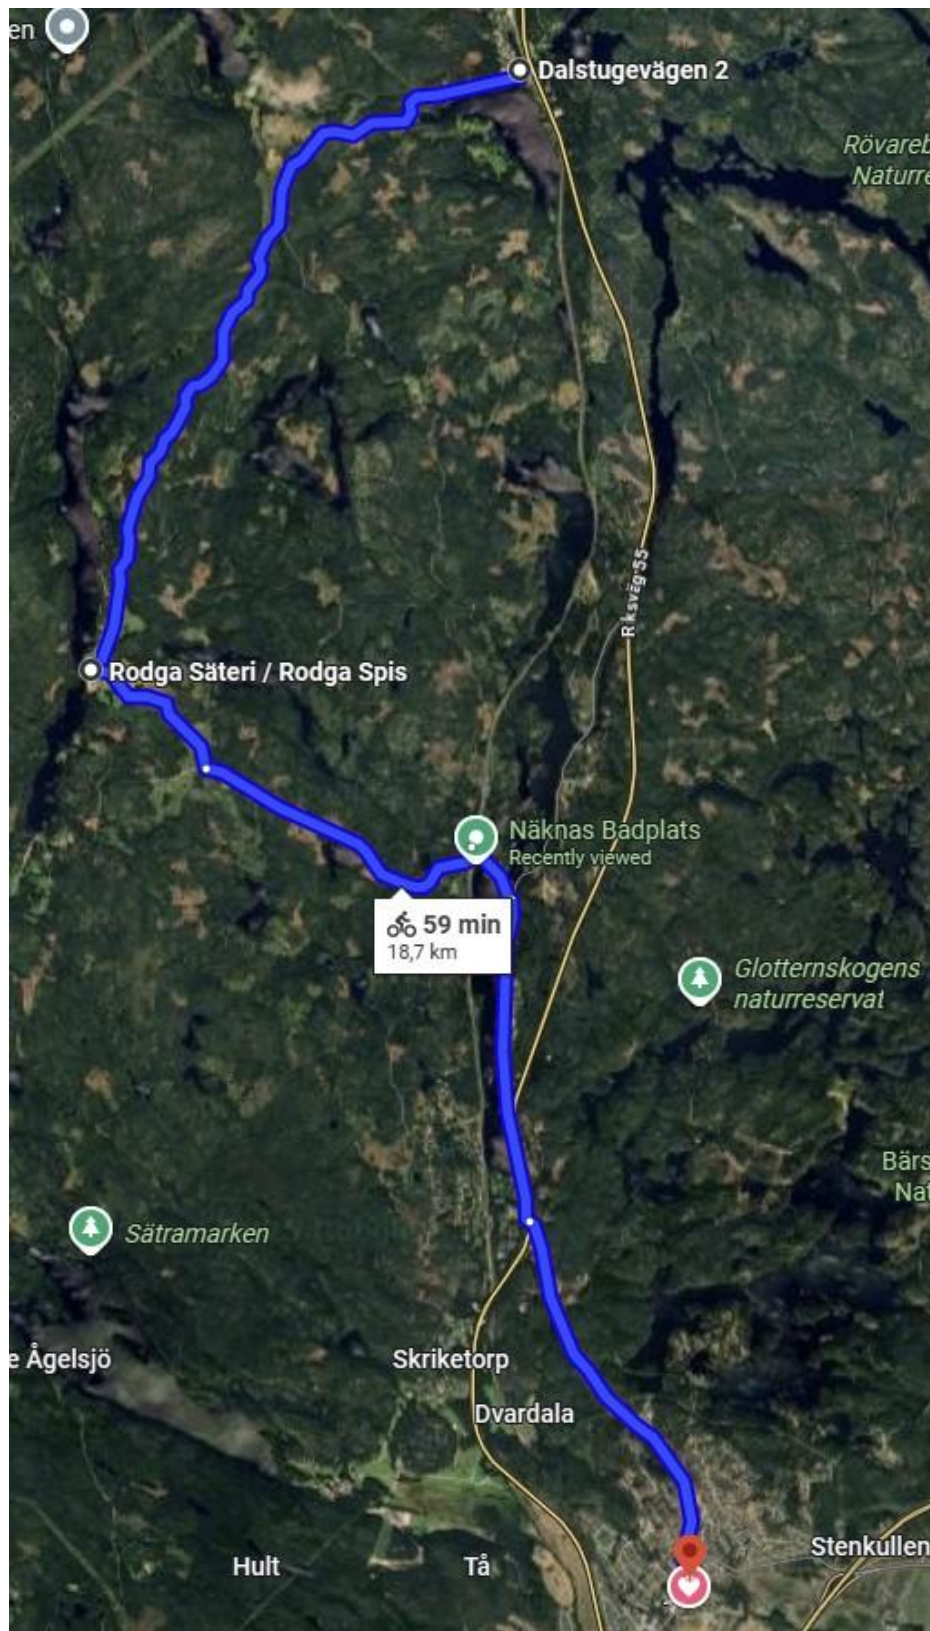 en
Dalstugevägen 2
Rövareb
Naturre
Riksväg 55
Rodga Säteri / Rodga Spis
Näknas Badplats
Recently viewed
59 min
18,7 km
Glotternskogens
naturreservat
Bärs
Nat
Sätramarken
e Ågelsjö
Skriketorp
Dvardala
Stenkullen
Hult
Tå